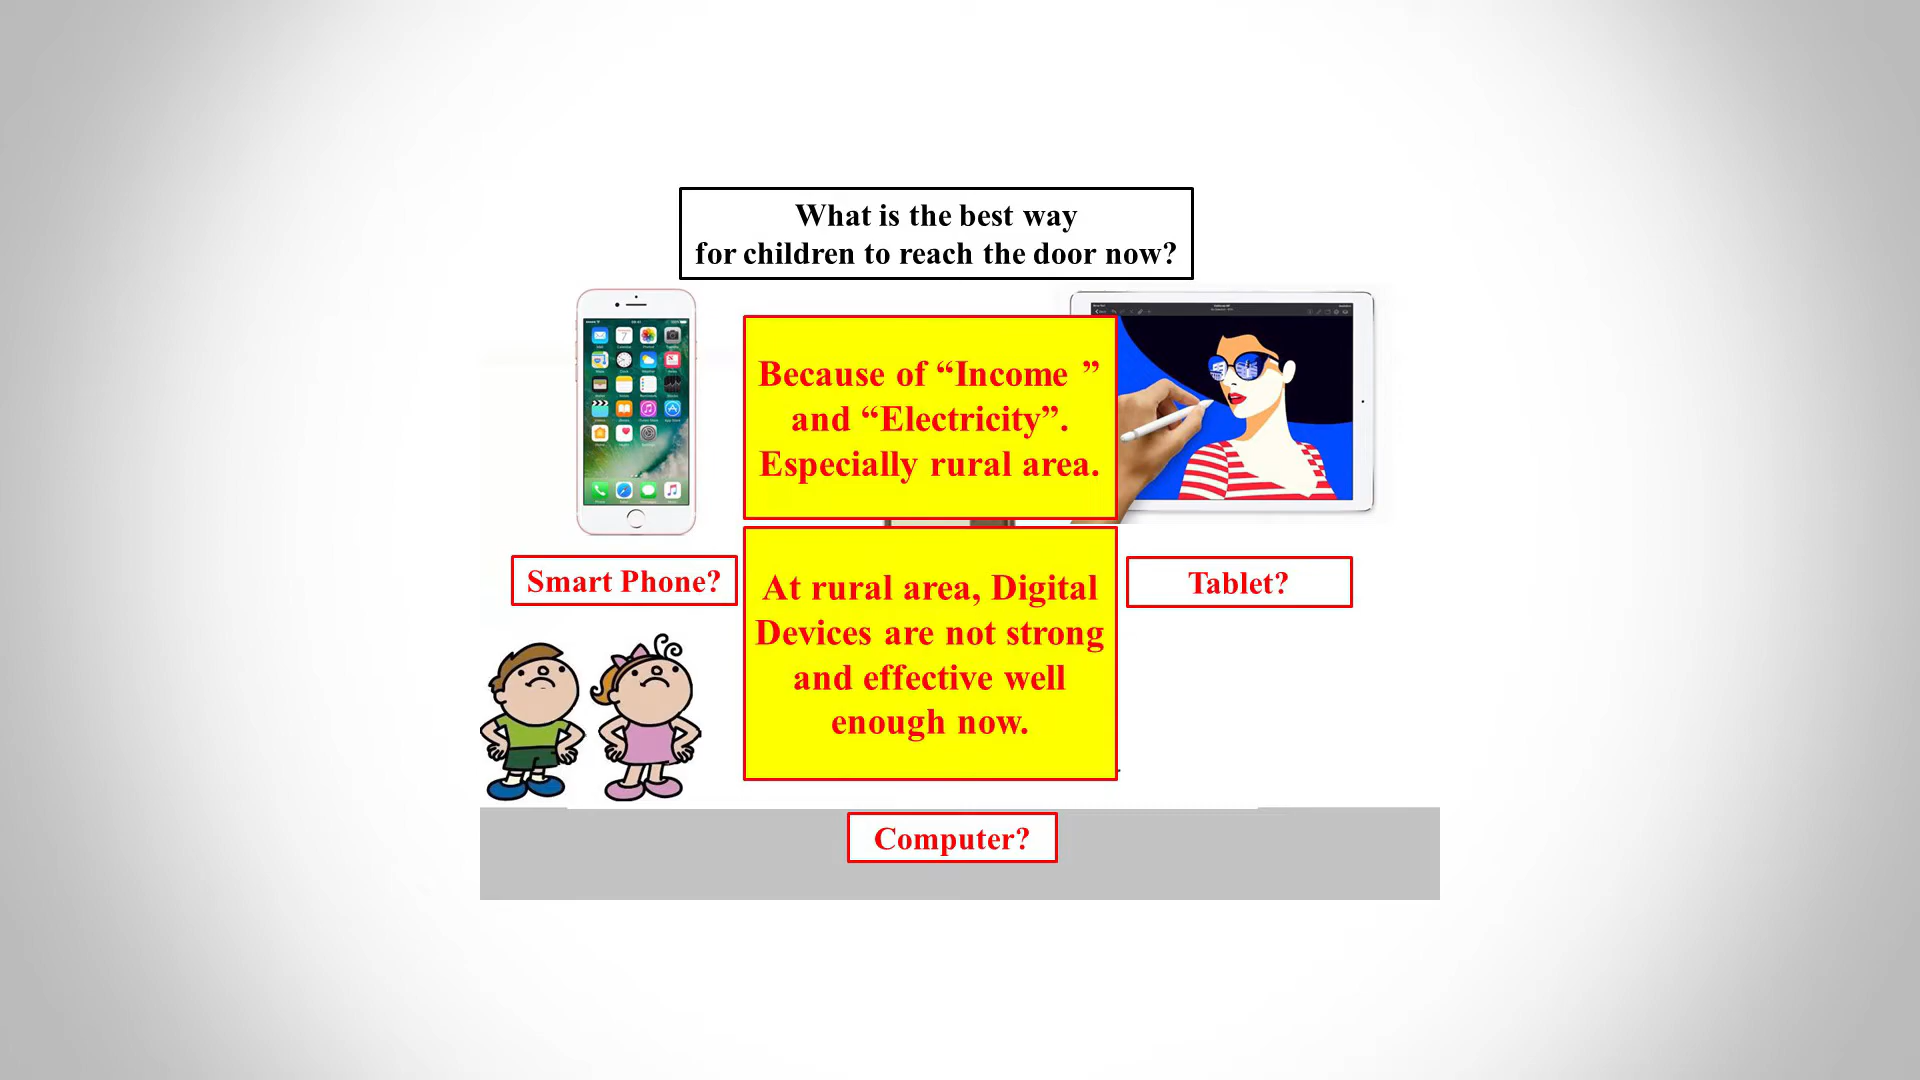 What is the best way
for children to reach the door now?
Because of “Income ”
and “Electricity”.
Especially rural area.
Smart Phone?
At rural area, Digital
Devices are not strong
and effective well
enough now.
Tablet?
Computer?